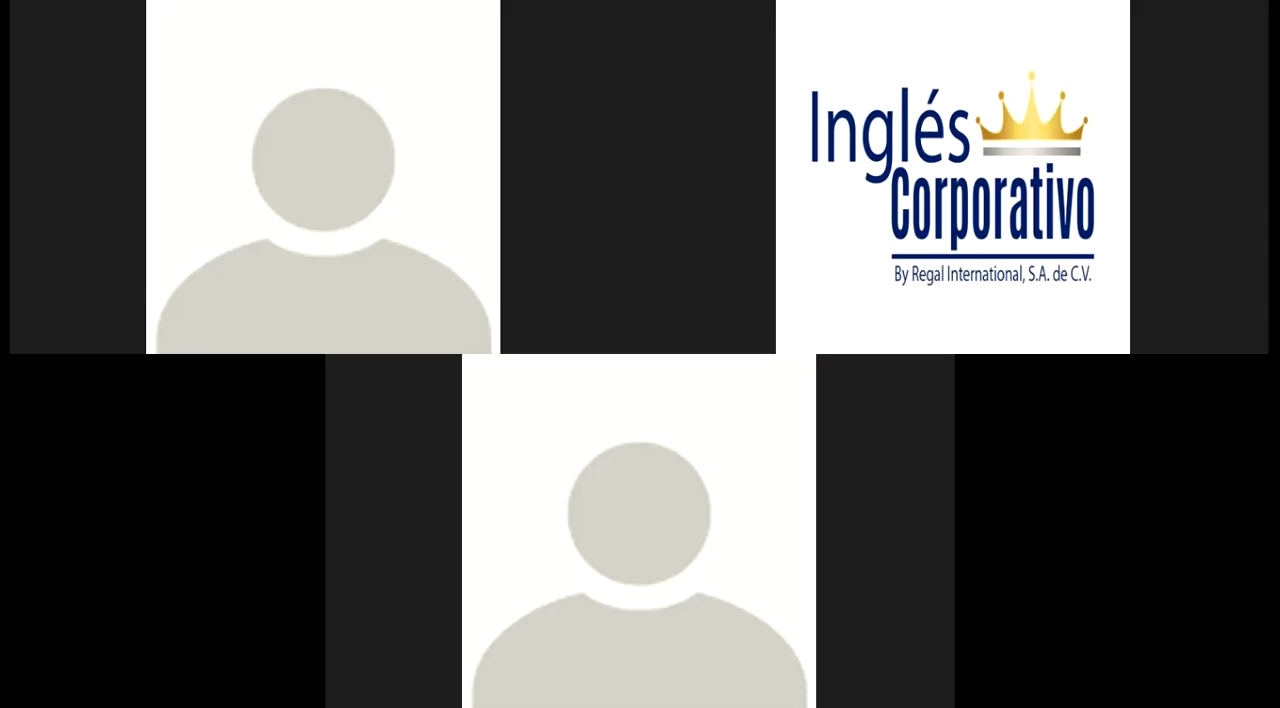 Inglés
Corporativo
By Regal International, S.A. de C.V.